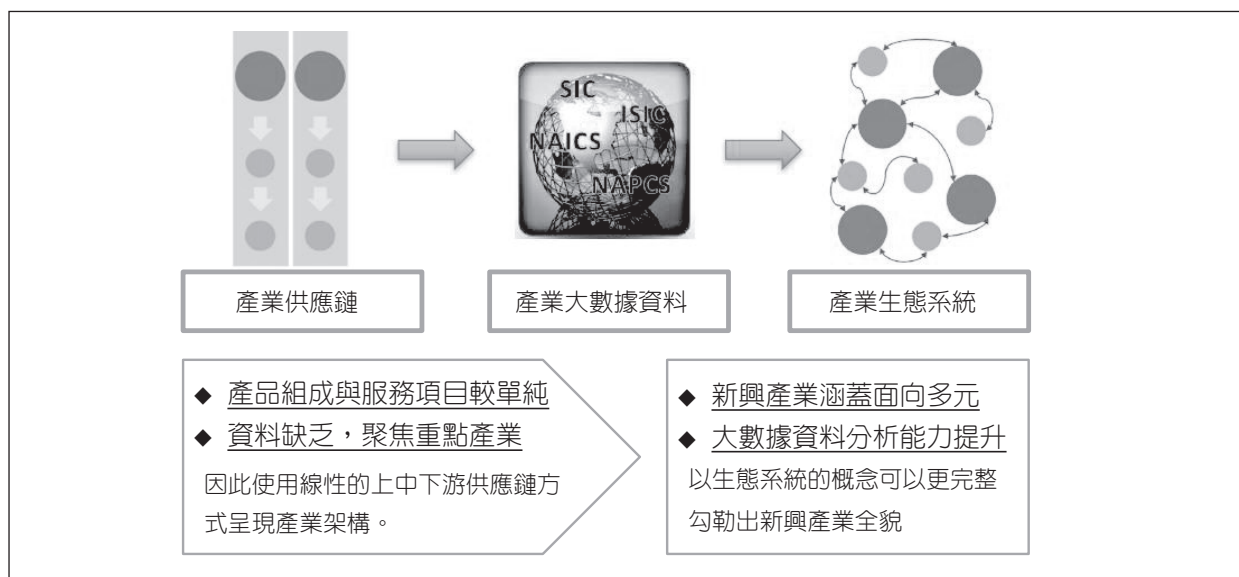 SIC
ISIC
NAICS
NAPCS
產業供應鏈
產業大數據資料
產業生態系統
◆ 產品組成與服務項目較單純
◆ 資料缺乏，聚焦重點產業
因此使用線性的上中下游供應鏈方
式呈現產業架構。
◆ 新興產業涵蓋面向多元
◆ 大數據資料分析能力提升
以生態系統的概念可以更完整
勾勒出新興產業全貌